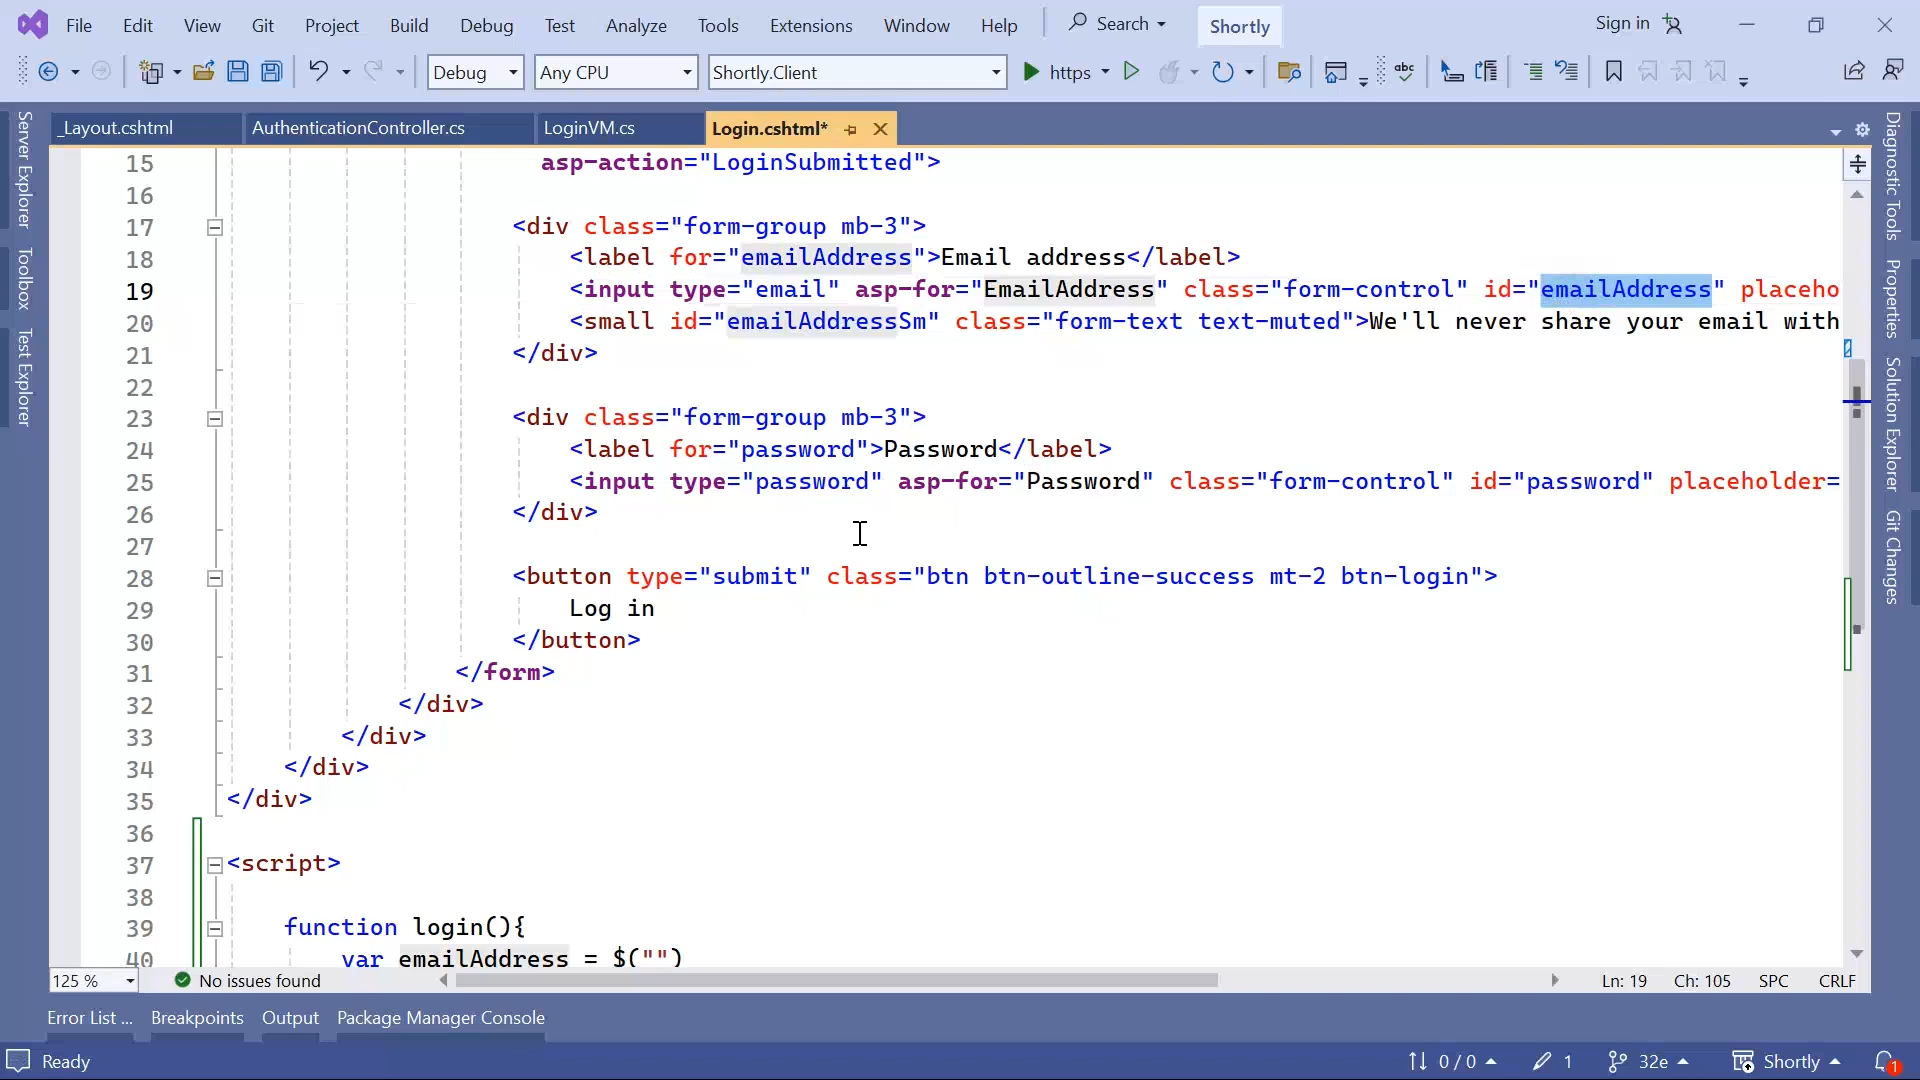 File Edit View Git Project Build Debug Test Analyze Tools Extensions Window Help Search Shortly Sign in
Debug Any CPU Shortly.Client https abc
_Layout.cshtml AuthenticationController.cs LoginVM.cs Login.cshtml*
Server Explorer
Toolbox
Test Explorer
15 asp-action="LoginSubmitted">
16
17 <div class="form-group mb-3">
18 <label for="emailAddress">Email address</label>
19 <input type="email" asp-for="EmailAddress" class="form-control" id="emailAddress" placeho
20 <small id="emailAddressSm" class="form-text text-muted">We'll never share your email with
21 </div>
22
23 <div class="form-group mb-3">
24 <label for="password">Password</label>
25 <input type="password" asp-for="Password" class="form-control" id="password" placeholder=
26 </div>
27
28 <button type="submit" class="btn btn-outline-success mt-2 btn-login">
29 Log in
30 </button>
31 </form>
32 </div>
33 </div>
34 </div>
35 </div>
36
37 <script>
38
39 function login(){
40 var emailAddress = $("")
Diagnostic Tools
Properties
Solution Explorer
Git Changes
125 % No issues found Ln: 19 Ch: 105 SPC CRLF
Error List ... Breakpoints Output Package Manager Console
Ready 0 / 0 1 32e Shortly 1